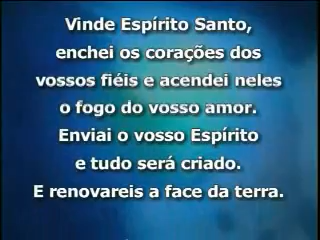 Vinde Espírito Santo,
enchei os corações dos
vossos fiéis e acendei neles
o fogo do vosso amor.
Enviai o vosso Espírito
e tudo será criado.
E renovareis a face da terra.